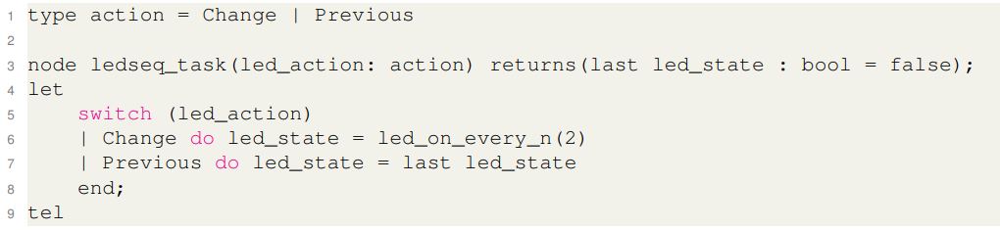 1 type action = Change | Previous
2
3 node ledseq_task(led_action: action) returns(last led_state : bool = false);
4 let
5     switch (led_action)
6     | Change do led_state = led_on_every_n(2)
7     | Previous do led_state = last led_state
8     end;
9 tel